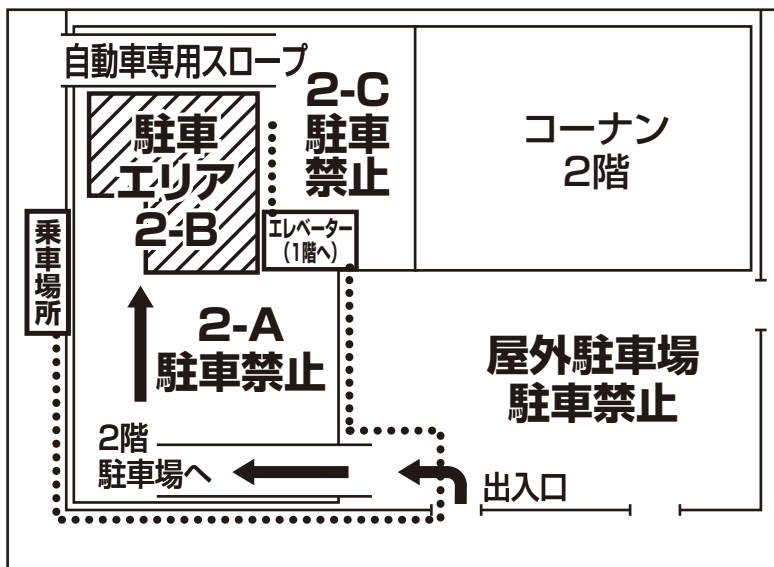 自動車専用スロープ
2-C
駐車
禁止
コーナン
2階
駐車
エリア
2-B
エレベーター
(1階へ)
乗車場所
2-A
駐車禁止
屋外駐車場
駐車禁止
2階
駐車場へ
出入口